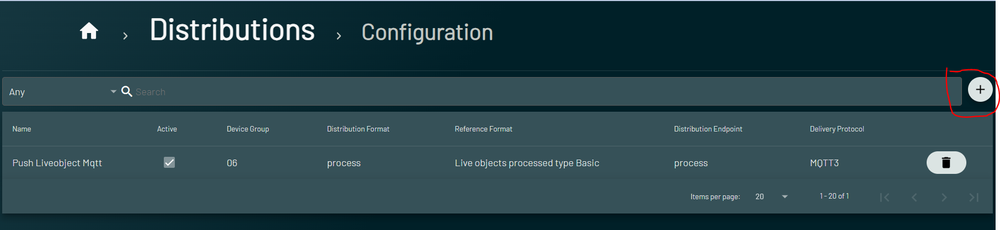 Distributions Configuration
Any Search
Name Active Device Group Distribution Format Reference Format Distribution Endpoint Delivery Protocol
Push Liveobject Mqtt 06 process Live objects processed type Basic process MQTT3
Items per page: 20 1 - 20 of 1